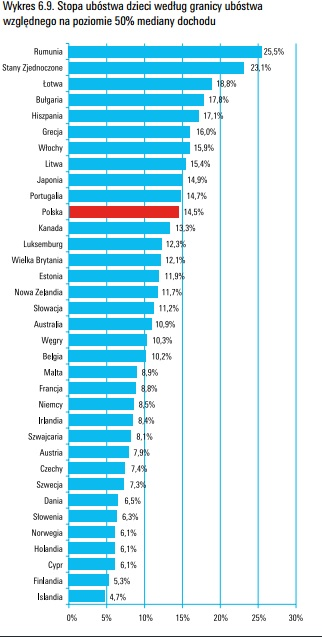 Wykres 6.9. Stopa ubóstwa dzieci według granicy ubóstwa
względnego na poziomie 50% mediany dochodu
Rumunia 25,5%
Stany Zjednoczone 23,1%
Łotwa 18,8%
Bułgaria 17,8%
Hiszpania 17,1%
Grecja 16,0%
Włochy 15,9%
Litwa 15,4%
Japonia 14,9%
Portugalia 14,7%
Polska 14,5%
Kanada 13,3%
Luksemburg 12,3%
Wielka Brytania 12,1%
Estonia 11,9%
Nowa Zelandia 11,7%
Słowacja 11,2%
Australia 10,9%
Węgry 10,3%
Belgia 10,2%
Malta 8,9%
Francja 8,8%
Niemcy 8,5%
Irlandia 8,4%
Szwajcaria 8,1%
Austria 7,9%
Czechy 7,4%
Szwecja 7,3%
Dania 6,5%
Słowenia 6,3%
Norwegia 6,1%
Holandia 6,1%
Cypr 6,1%
Finlandia 5,3%
Islandia 4,7%
0% 5% 10% 15% 20% 25% 30%